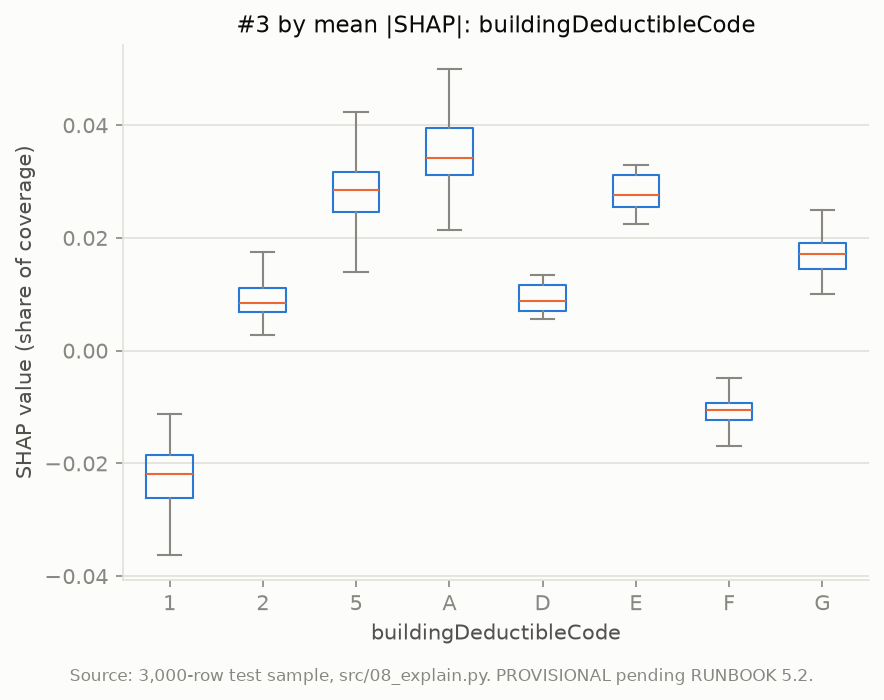 #3 by mean |SHAP|: buildingDeductibleCode
SHAP value (share of coverage)
0.04
0.02
0.00
−0.02
−0.04
1 2 5 A D E F G
buildingDeductibleCode
Source: 3,000-row test sample, src/08_explain.py. PROVISIONAL pending RUNBOOK 5.2.